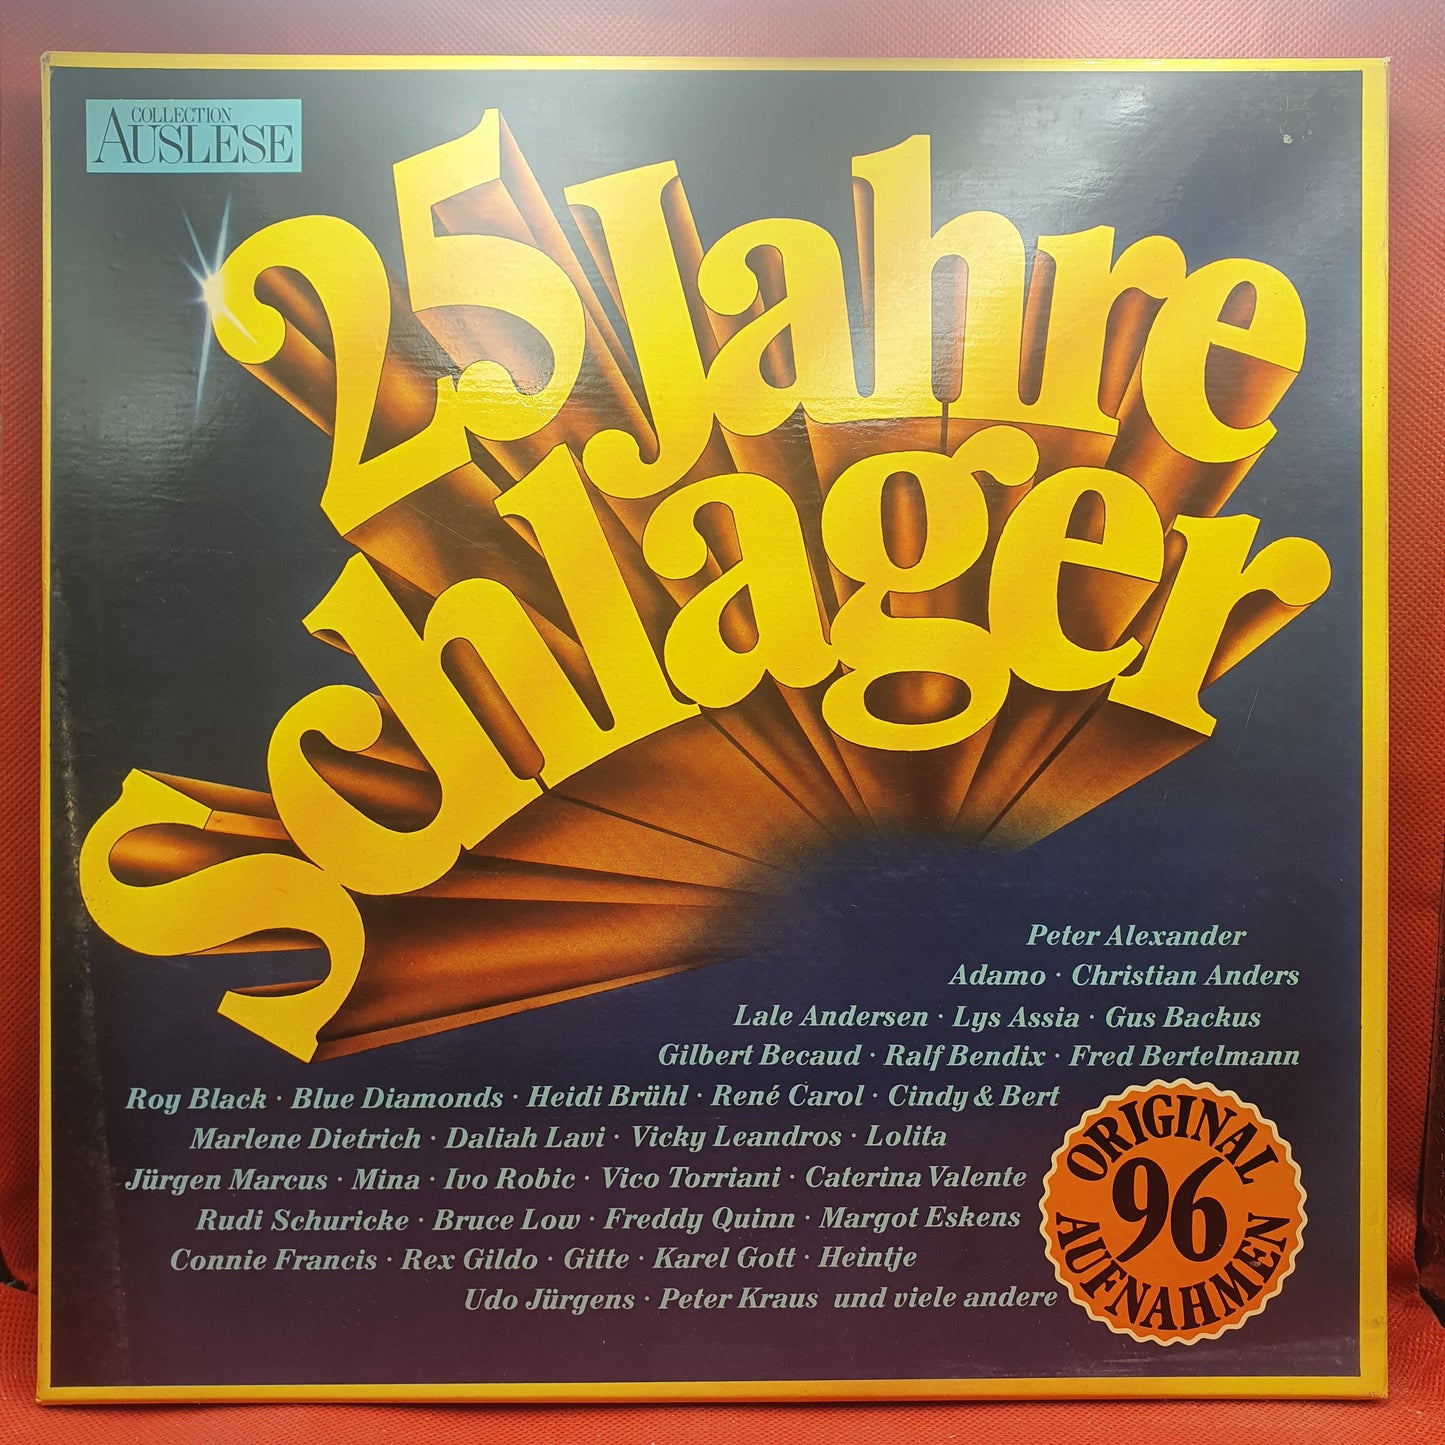 COLLECTION
AUSLESE
25 Jahre
Schlager
Peter Alexander
Adamo · Christian Anders
Lale Andersen · Lys Assia · Gus Backus
Gilbert Becaud · Ralf Bendix · Fred Bertelmann
Roy Black · Blue Diamonds · Heidi Brühl · René Carol · Cindy & Bert
Marlene Dietrich · Daliah Lavi · Vicky Leandros · Lolita
Jürgen Marcus · Mina · Ivo Robic · Vico Torriani · Caterina Valente
Rudi Schuricke · Bruce Low · Freddy Quinn · Margot Eskens
Connie Francis · Rex Gildo · Gitte · Karel Gott · Heintje
Udo Jürgens · Peter Kraus und viele andere
ORIGINAL
96
AUFNAHMEN